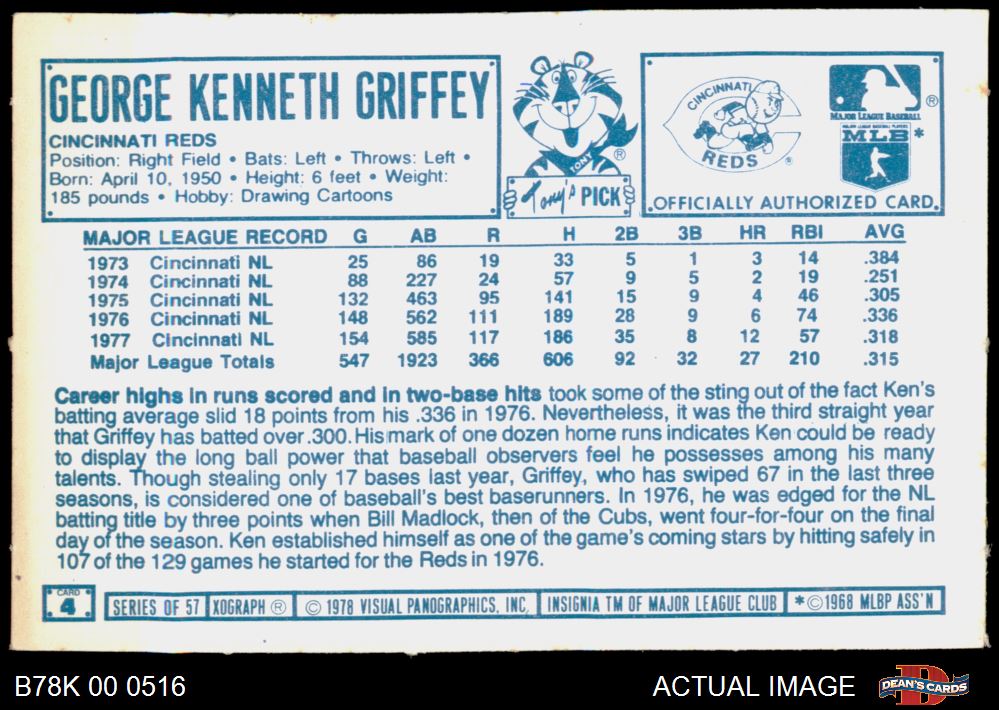 GEORGE KENNETH GRIFFEY
CINCINNATI REDS
Position: Right Field • Bats: Left • Throws: Left •
Born: April 10, 1950 • Height: 6 feet • Weight:
185 pounds • Hobby: Drawing Cartoons
TONY
®
Tony's PICK
CINCINNATI
REDS
®
®
MAJOR LEAGUE BASEBALL
MAJOR LEAGUE BASEBALL PLAYERS
MLB *
OFFICIALLY AUTHORIZED CARD
MAJOR LEAGUE RECORD G AB R H 2B 3B HR RBI AVG
1973 Cincinnati NL 25 86 19 33 5 1 3 14 .384
1974 Cincinnati NL 88 227 24 57 9 5 2 19 .251
1975 Cincinnati NL 132 463 95 141 15 9 4 46 .305
1976 Cincinnati NL 148 562 111 189 28 9 6 74 .336
1977 Cincinnati NL 154 585 117 186 35 8 12 57 .318
Major League Totals 547 1923 366 606 92 32 27 210 .315
Career highs in runs scored and in two-base hits took some of the sting out of the fact Ken's
batting average slid 18 points from his .336 in 1976. Nevertheless, it was the third straight year
that Griffey has batted over .300. His mark of one dozen home runs indicates Ken could be ready
to display the long ball power that baseball observers feel he possesses among his many
talents. Though stealing only 17 bases last year, Griffey, who has swiped 67 in the last three
seasons, is considered one of baseball's best baserunners. In 1976, he was edged for the NL
batting title by three points when Bill Madlock, then of the Cubs, went four-for-four on the final
day of the season. Ken established himself as one of the game's coming stars by hitting safely in
107 of the 129 games he started for the Reds in 1976.
CARD
4
SERIES OF 57 XOGRAPH ® © 1978 VISUAL PANOGRAPHICS, INC. INSIGNIA TM OF MAJOR LEAGUE CLUB *©1968 MLBP ASS'N
B78K 00 0516
ACTUAL IMAGE
D
DEAN'S CARDS